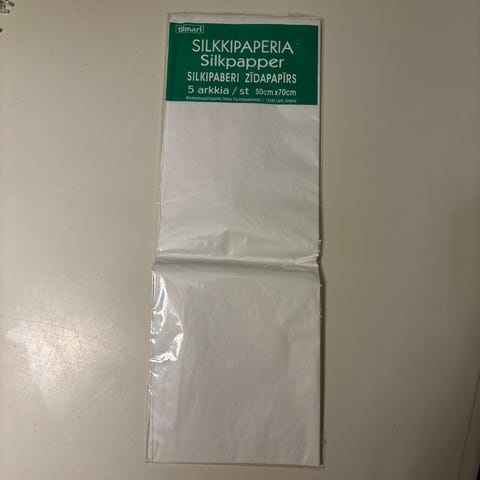 tiimari
SILKKIPAPERIA
Silkpapper
SILKIPABERI ZĪDAPAPĪRS
5 arkkia / st 50cm x 70cm